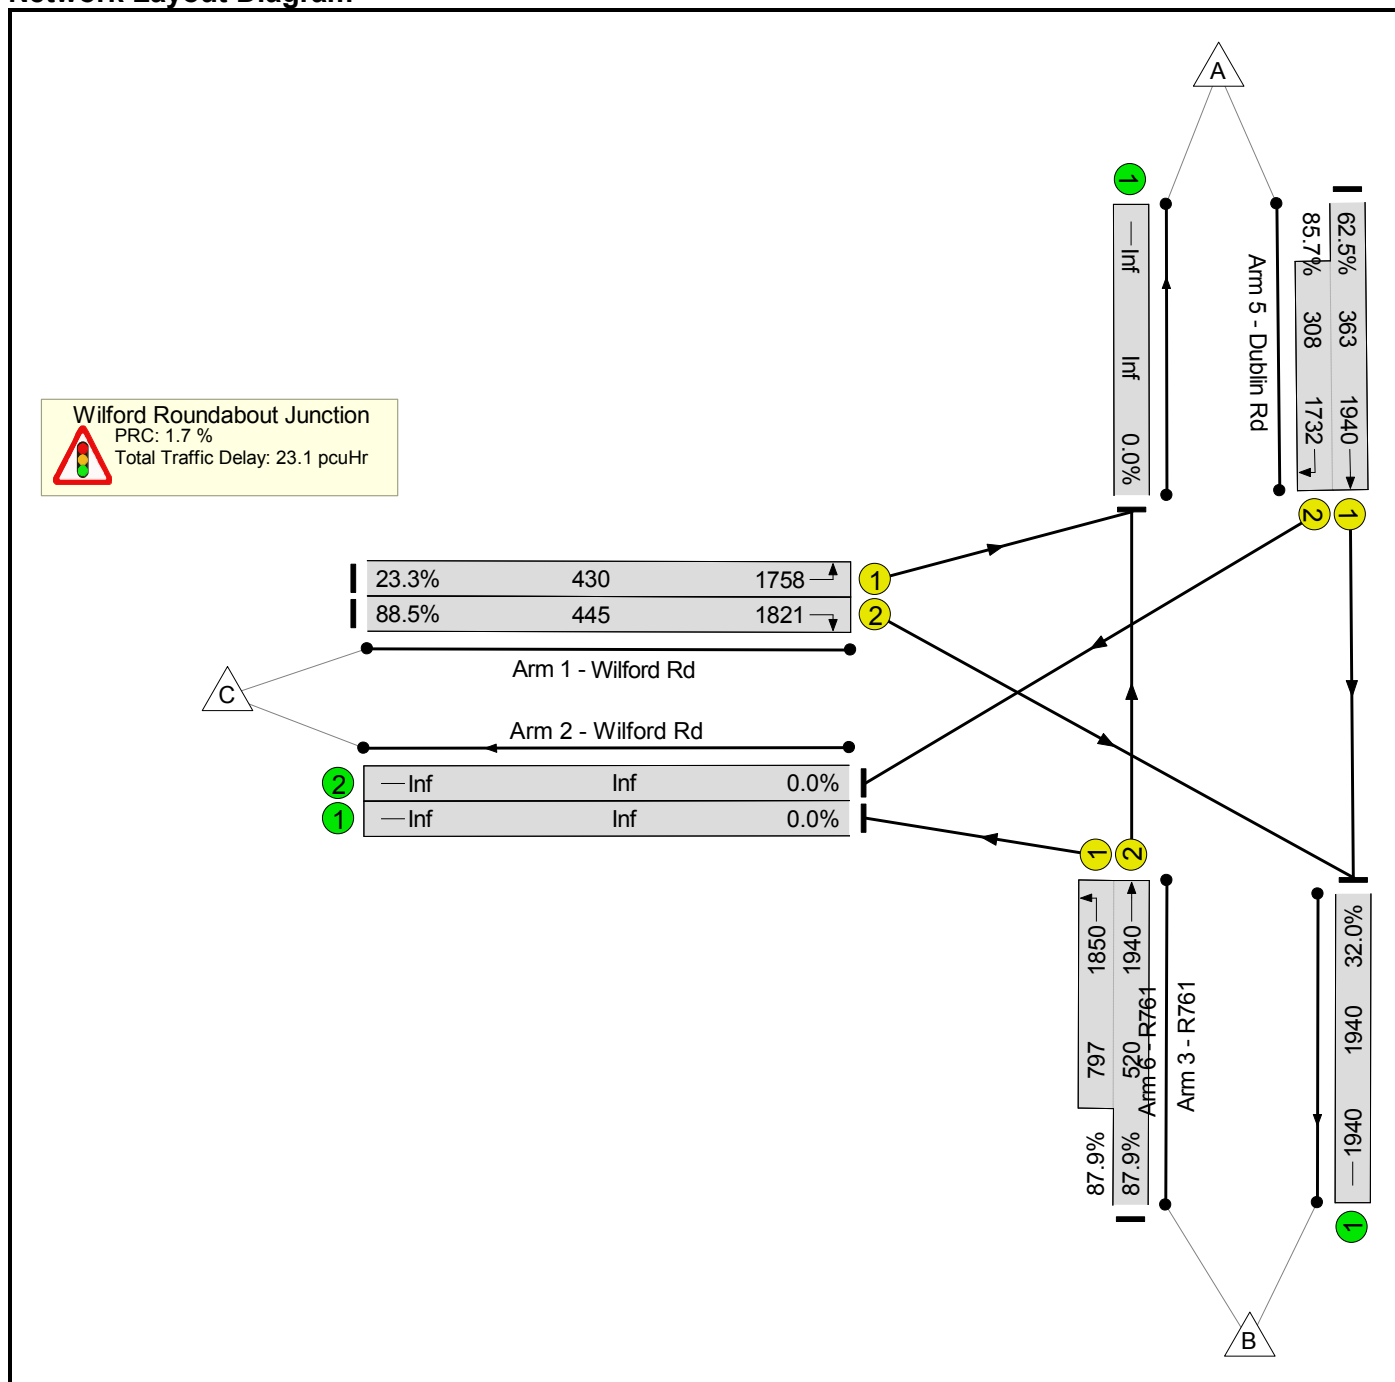 Network Layout Diagram
A
1
Inf
Inf
0.0%
Arm 5 - Dublin Rd
62.5% 363 1940
85.7% 308 1732
2 1
Wilford Roundabout Junction
PRC: 1.7 %
Total Traffic Delay: 23.1 pcuHr
23.3% 430 1758 1
88.5% 445 1821 2
Arm 1 - Wilford Rd
C
Arm 2 - Wilford Rd
2 Inf Inf 0.0%
1 Inf Inf 0.0%
1 2
1850 797 87.9%
1940 520 87.9%
Arm 6 - R761
Arm 3 - R761
1940 1940 32.0%
1
B